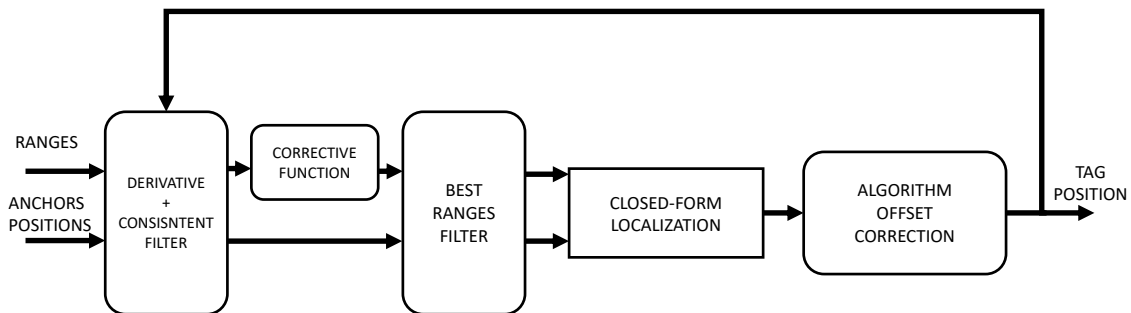 RANGES
ANCHORS
POSITIONS
DERIVATIVE
+
CONSISNTENT
FILTER
CORRECTIVE
FUNCTION
BEST
RANGES
FILTER
CLOSED-FORM
LOCALIZATION
ALGORITHM
OFFSET
CORRECTION
TAG
POSITION